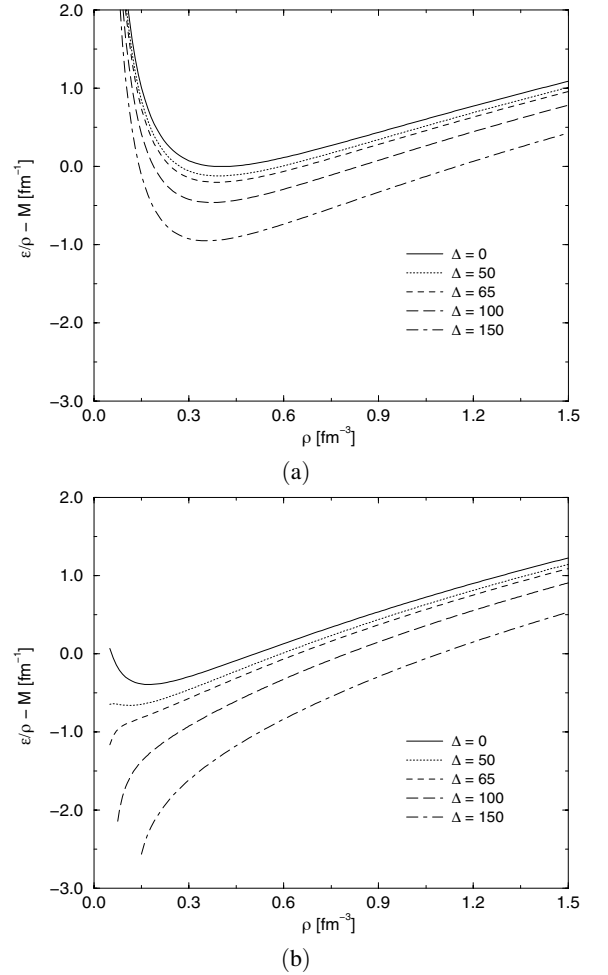 2.0
1.0
0.0
−1.0
−2.0
−3.0
ε/ρ − M [fm⁻¹]
Δ = 0
Δ = 50
Δ = 65
Δ = 100
Δ = 150
0.0 0.3 0.6 0.9 1.2 1.5
ρ [fm⁻³]
(a)
2.0
1.0
0.0
−1.0
−2.0
−3.0
ε/ρ − M [fm⁻¹]
Δ = 0
Δ = 50
Δ = 65
Δ = 100
Δ = 150
0.0 0.3 0.6 0.9 1.2 1.5
ρ [fm⁻³]
(b)